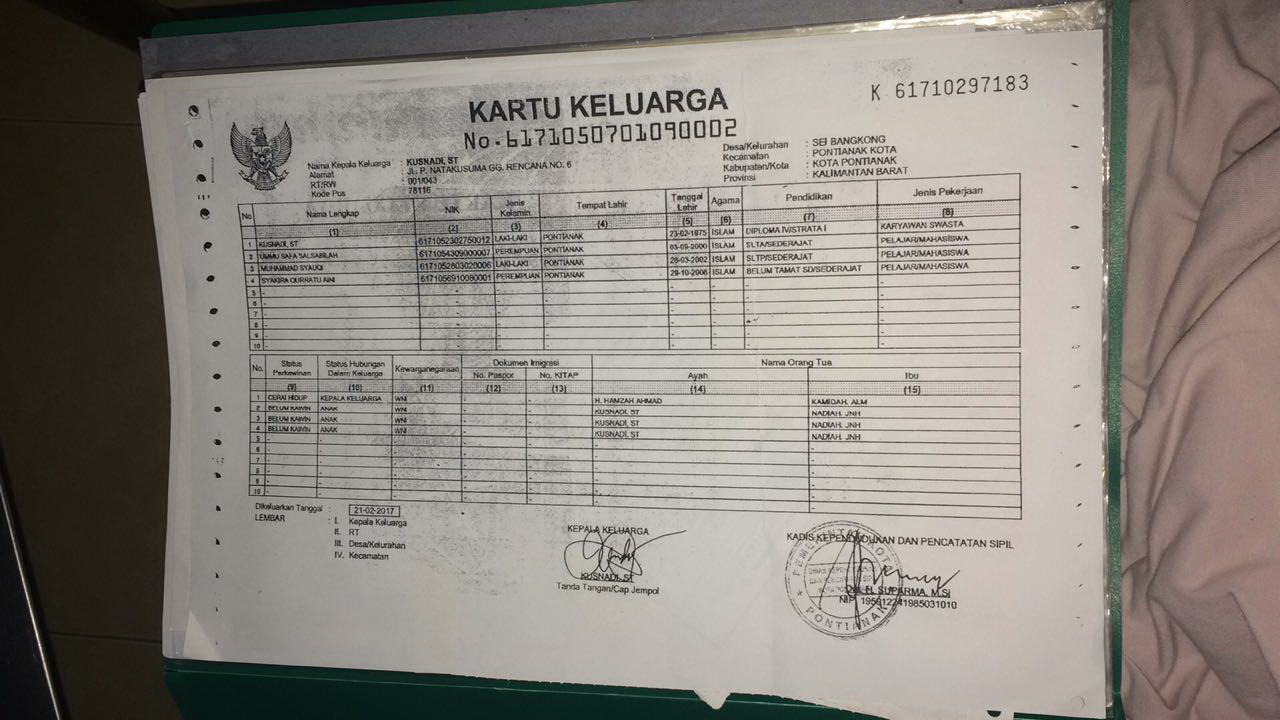 KARTU KELUARGA
No. 6171050701090002
K 61710297183
Nama Kepala Keluarga : KUSNADI, ST
Alamat : JL. P. NATAKUSUMA GG. RENCANA NO. 6
RT/RW : 001/043
Kode Pos : 78116
Desa/Kelurahan : SEI BANGKONG
Kecamatan : PONTIANAK KOTA
Kabupaten/Kota : KOTA PONTIANAK
Provinsi : KALIMANTAN BARAT
No Nama Lengkap NIK Jenis Kelamin Tempat Lahir Tanggal Lahir Agama Pendidikan Jenis Pekerjaan
(1) (2) (3) (4) (5) (6) (7) (8)
1 KUSNADI, ST 6171052302750012 LAKI-LAKI PONTIANAK 23-02-1975 ISLAM DIPLOMA IV/STRATA I KARYAWAN SWASTA
2 UMMU SAFA SALSABILAH 6171054309000007 PEREMPUAN PONTIANAK 03-09-2000 ISLAM SLTA/SEDERAJAT PELAJAR/MAHASISWA
3 MUHAMMAD SYAUQI 6171052803020006 LAKI-LAKI PONTIANAK 28-03-2002 ISLAM SLTP/SEDERAJAT PELAJAR/MAHASISWA
4 SYAKIRA QURRATU AINI 6171056910080001 PEREMPUAN PONTIANAK ISLAM BELUM TAMAT SD/SEDERAJAT PELAJAR/MAHASISWA
5 - - - - - - - -
6 - - - - - - - -
7 - - - - - - - -
8 - - - - - - - -
9 - - - - - - - -
10 - - - - - - - -
No. Status Perkawinan Status Hubungan Dalam Keluarga Kewarganegaraan Dokumen Imigrasi Nama Orang Tua
No. Paspor No. KITAP Ayah Ibu
(9) (10) (11) (12) (13) (14) (15)
1 CERAI HIDUP KEPALA KELUARGA WNI - - H. HAMZAH AHMAD KAMIDAH. ALM
2 BELUM KAWIN ANAK WNI - - KUSNADI, ST NADIAH. JNH
3 BELUM KAWIN ANAK WNI - - KUSNADI, ST NADIAH. JNH
4 BELUM KAWIN ANAK WNI - - KUSNADI, ST NADIAH. JNH
5 - - - - - - -
6 - - - - - - -
7 - - - - - - -
8 - - - - - - -
9 - - - - - - -
10 - - - - - - -
Dikeluarkan Tanggal : 21-02-2017
LEMBAR : I. Kepala Keluarga
II. RT
III. Desa/Kelurahan
IV. Kecamatan
KEPALA KELUARGA
KUSNADI, ST
Tanda Tangan/Cap Jempol
KADIS KEPENDUDUKAN DAN PENCATATAN SIPIL
H. SUPARMA, M.Si
NIP.
PONTIANAK